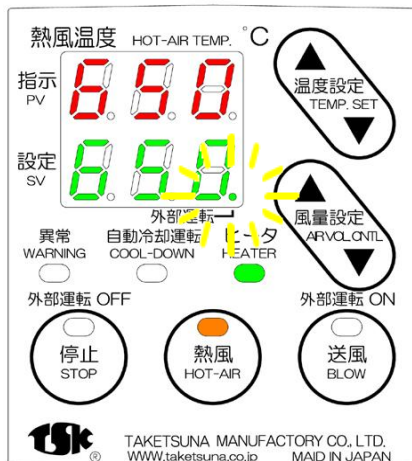 熱風温度 HOT-AIR TEMP. °C
指示 650
PV
設定 650.
SV
温度設定
TEMP. SET
外部運転
風量設定
AIR VOL.CNTL
異常 自動冷却運転 ヒータ
WARNING COOL-DOWN HEATER
外部運転 OFF 外部運転 ON
停止 熱風 送風
STOP HOT-AIR BLOW
TSK ® TAKETSUNA MANUFACTORY CO., LTD.
WWW.taketsuna.co.jp MAID IN JAPAN